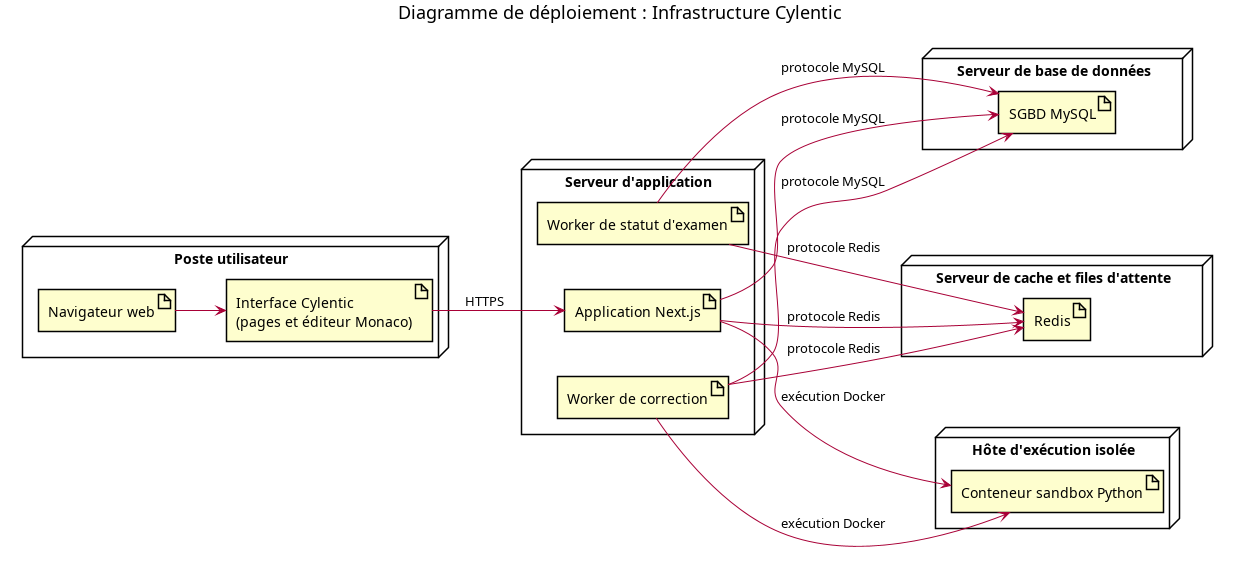 Diagramme de déploiement : Infrastructure Cylentic
Poste utilisateur
Navigateur web
Interface Cylentic
(pages et éditeur Monaco)
HTTPS
Serveur d'application
Worker de statut d'examen
Application Next.js
Worker de correction
protocole MySQL
protocole MySQL
protocole MySQL
protocole Redis
protocole Redis
protocole Redis
exécution Docker
exécution Docker
Serveur de base de données
SGBD MySQL
Serveur de cache et files d'attente
Redis
Hôte d'exécution isolée
Conteneur sandbox Python